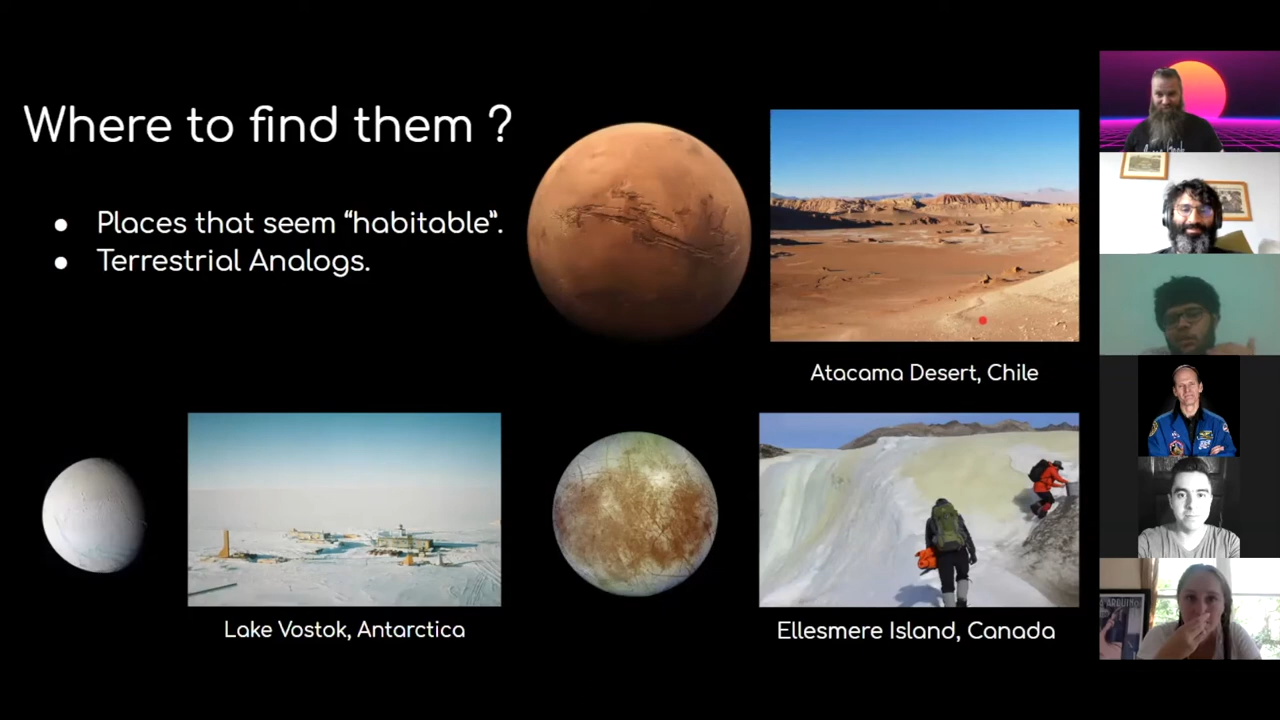 Where to find them ?
● Places that seem “habitable”.
● Terrestrial Analogs.
Atacama Desert, Chile
Lake Vostok, Antarctica
Ellesmere Island, Canada